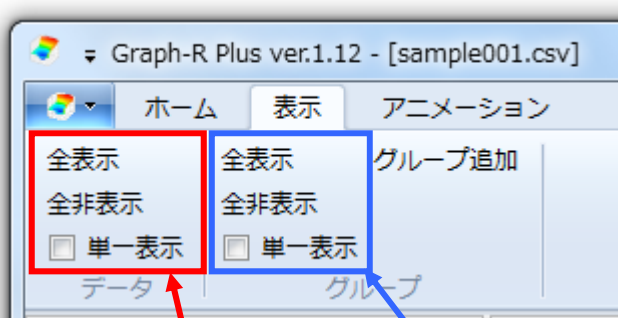 Graph-R Plus ver.1.12 - [sample001.csv]
ホーム 表示 アニメーション
全表示 全表示 グループ追加
全非表示 全非表示
単一表示 単一表示
データ グループ